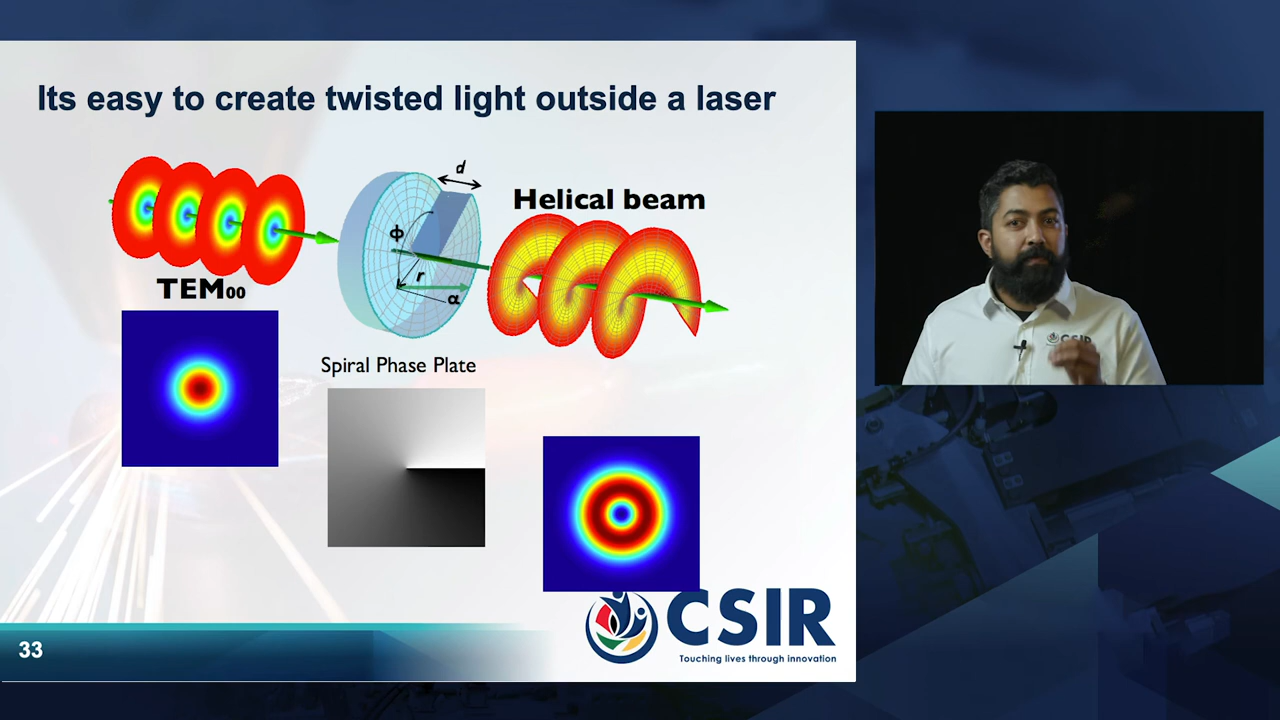 Its easy to create twisted light outside a laser
d
Helical beam
ϕ
r
α
TEM₀₀
Spiral Phase Plate
CSIR
CSIR
Touching lives through innovation
33